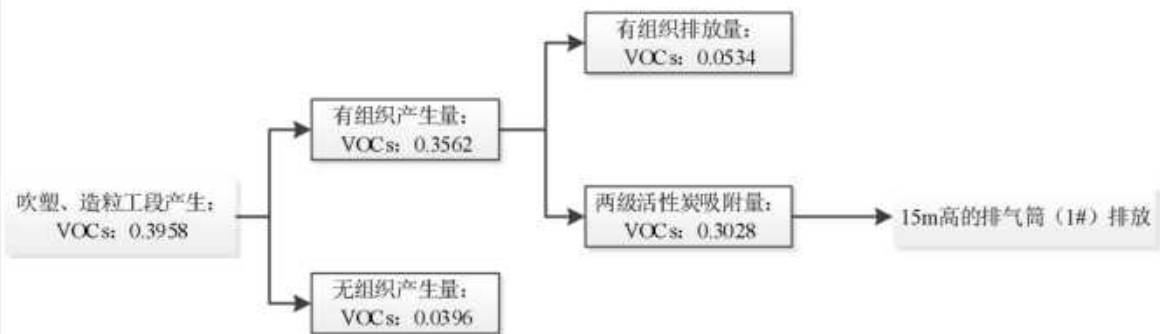 有组织排放量：
VOCs：0.0534
有组织产生量：
VOCs：0.3562
吹塑、造粒工段产生：
VOCs：0.3958
两级活性炭吸附量：
VOCs：0.3028
15m高的排气筒（1#）排放
无组织产生量：
VOCs：0.0396